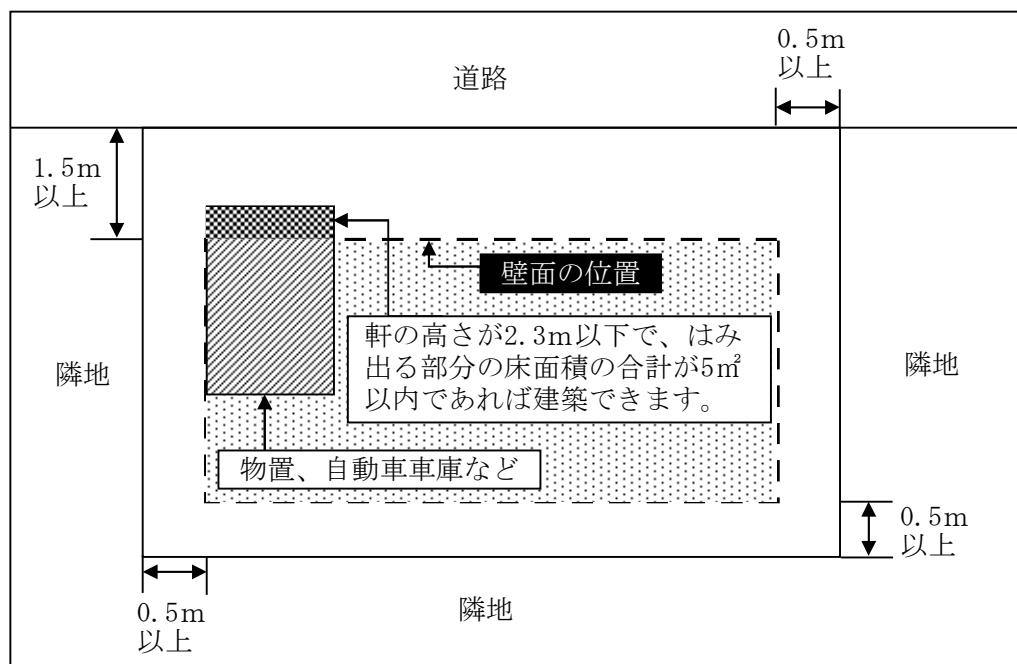 0.5m
以上
道路
1.5m
以上
壁面の位置
軒の高さが2.3m以下で、はみ
出る部分の床面積の合計が5㎡
以内であれば建築できます。
隣地
隣地
物置、自動車車庫など
0.5m
以上
0.5m
以上
隣地